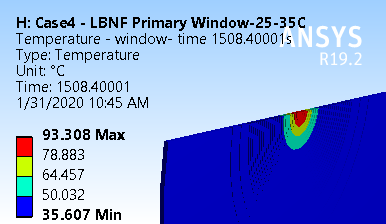 H: Case4 - LBNF Primary Window-25-35C
Temperature - window- time 1508.40001s
Type: Temperature
Unit: °C
Time: 1508.40001
1/31/2020 10:45 AM
ANSYS
R19.2
93.308 Max
78.883
64.457
50.032
35.607 Min